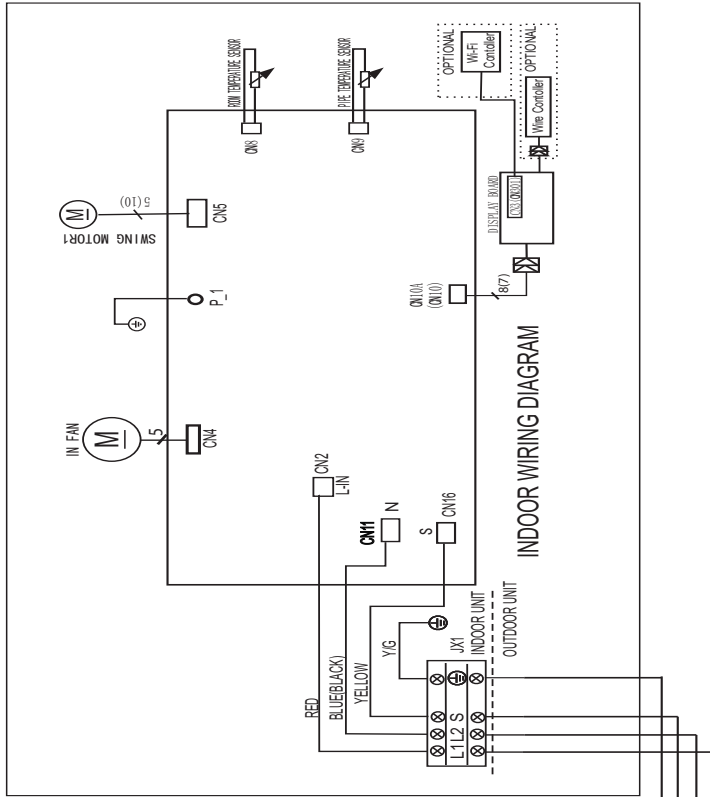 ROOM TEMPERATURE SENSOR
CN8
PIPE TEMPERATURE SENSOR
CN9
OPTIONAL
Wi-Fi
Contaller
OPTIONAL
Wire Contoller
DISPLAY BOARD
M
SWING MOTOR1
5(10)
CN5
P_1
CN10A
(CN10)
8(7)
IN FAN
M
5
CN4
CN2
L-IN
CN11
N
S
CN16
INDOOR WIRING DIAGRAM
RED
BLUE(BLACK)
YELLOW
Y/G
JX1
INDOOR UNIT
OUTDOOR UNIT
L1 L2 S